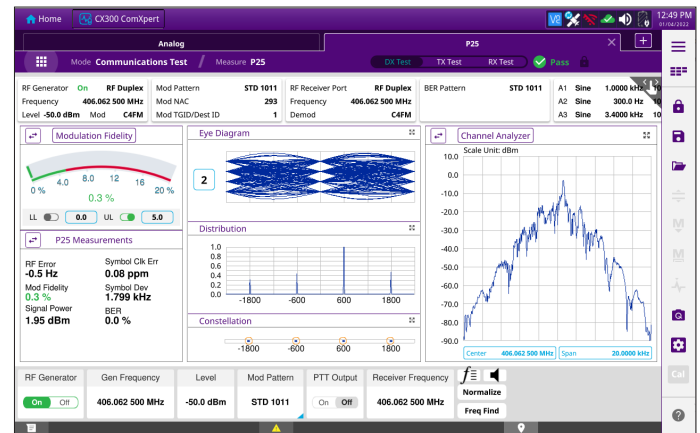 Home
CX300 ComXpert
12:49 PM
01/04/2022
Analog
P25
Mode Communications Test / Measure P25
DX Test TX Test RX Test Pass
RF Generator On RF Duplex
Frequency 406.062 500 MHz
Level -50.0 dBm Mod C4FM
Mod Pattern STD 1011
Mod NAC 293
Mod TGID/Dest ID 1
RF Receiver Port RF Duplex
Frequency 406.062 500 MHz
Demod C4FM
BER Pattern STD 1011
A1 Sine 1.0000 kHz 10
A2 Sine 300.0 Hz 10
A3 Sine 3.4000 kHz 10
Modulation Fidelity
0 % 4.0 8.0 12 16 20 %
0.3 %
LL 0.0 UL 5.0
P25 Measurements
RF Error
-0.5 Hz
Symbol Clk Err
0.08 ppm
Mod Fidelity
0.3 %
Symbol Dev
1.799 kHz
Signal Power
1.95 dBm
BER
0.0 %
Eye Diagram
2
Distribution
1.0
0.8
0.6
0.4
0.2
0.0
-1800 -600 600 1800
Constellation
-1800 -600 600 1800
Channel Analyzer
Scale Unit: dBm
10.0
0.0
-10.0
-20.0
-30.0
-40.0
-50.0
-60.0
-70.0
-80.0
-90.0
Center 406.062 500 MHz Span 20.0000 kHz
RF Generator
On Off
Gen Frequency
406.062 500 MHz
Level
-50.0 dBm
Mod Pattern
STD 1011
PTT Output
On Off
Receiver Frequency
406.062 500 MHz
Normalize
Freq Find
M
M
Cal
?